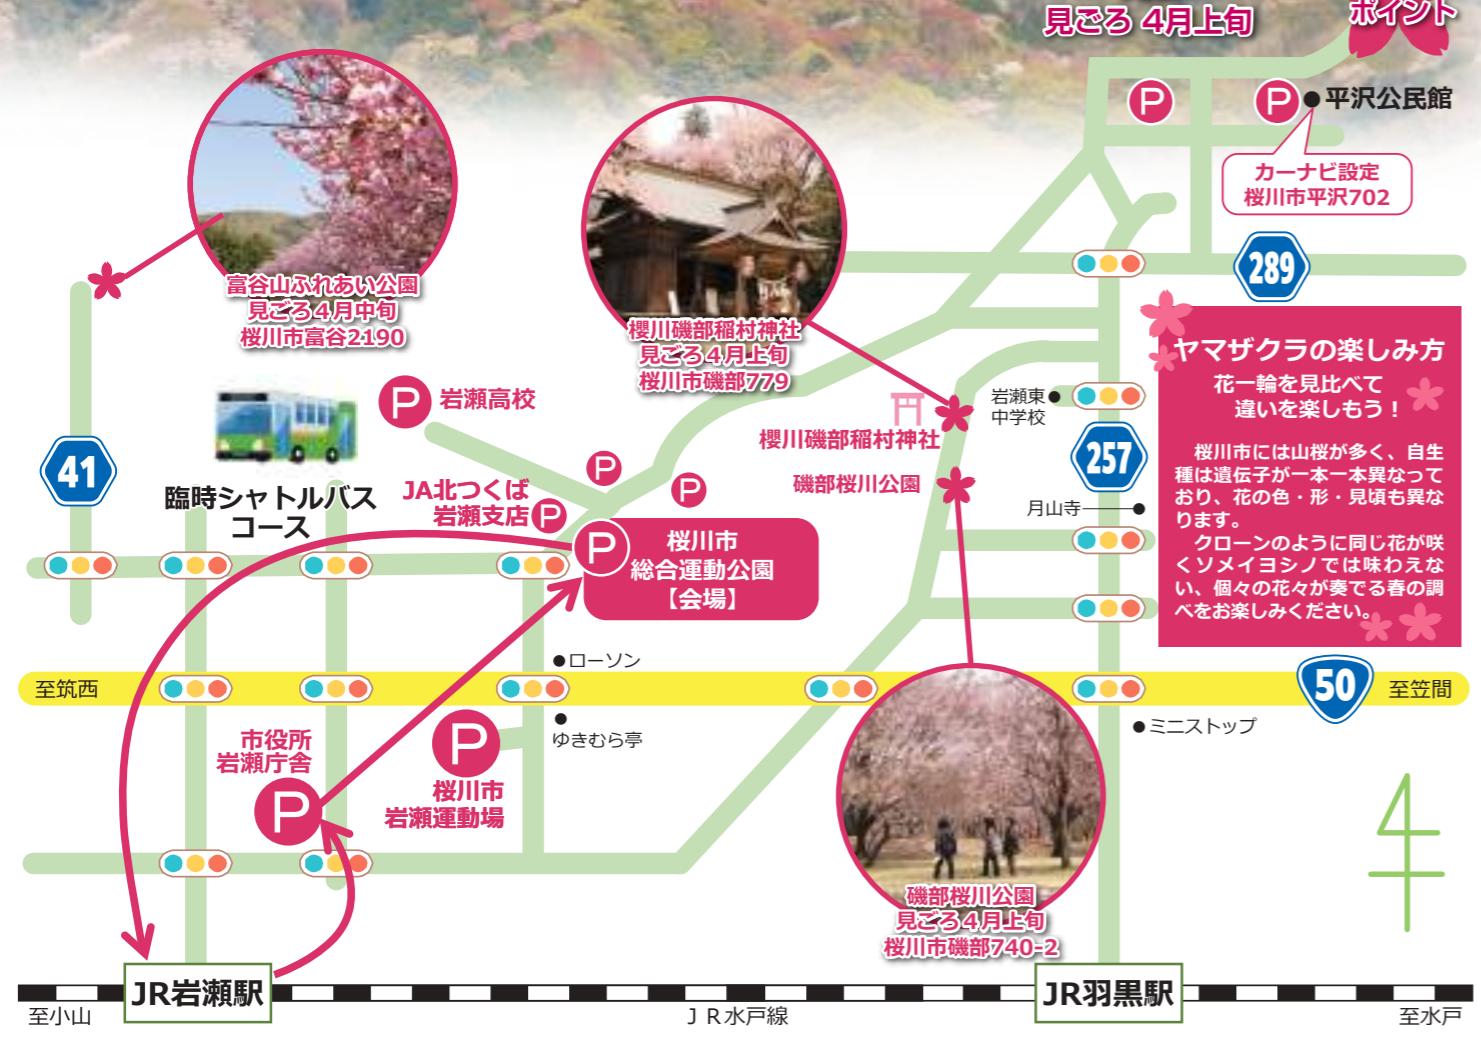 見ごろ 4月上旬
ポイント
P
P
平沢公民館
カーナビ設定
桜川市平沢702
富谷山ふれあい公園
見ごろ４月中旬
桜川市富谷2190
櫻川磯部稲村神社
見ごろ４月上旬
桜川市磯部779
289
ヤマザクラの楽しみ方
花一輪を見比べて
違いを楽しもう！
桜川市には山桜が多く、自生
種は遺伝子が一本一本異なって
おり、花の色・形・見頃も異な
ります。
クローンのように同じ花が咲
くソメイヨシノでは味わえな
い、個々の花々が奏でる春の調
べをお楽しみください。
P
岩瀬高校
岩瀬東
中学校
櫻川磯部稲村神社
41
257
臨時シャトルバス
コース
P
P
JA北つくば
岩瀬支店
P
磯部桜川公園
月山寺
P
桜川市
総合運動公園
【会場】
ローソン
至筑西
50
至笠間
ゆきむら亭
ミニストップ
市役所
岩瀬庁舎
P
P
桜川市
岩瀬運動場
磯部桜川公園
見ごろ４月上旬
桜川市磯部740-2
JR岩瀬駅
JR羽黒駅
至小山
ＪＲ水戸線
至水戸